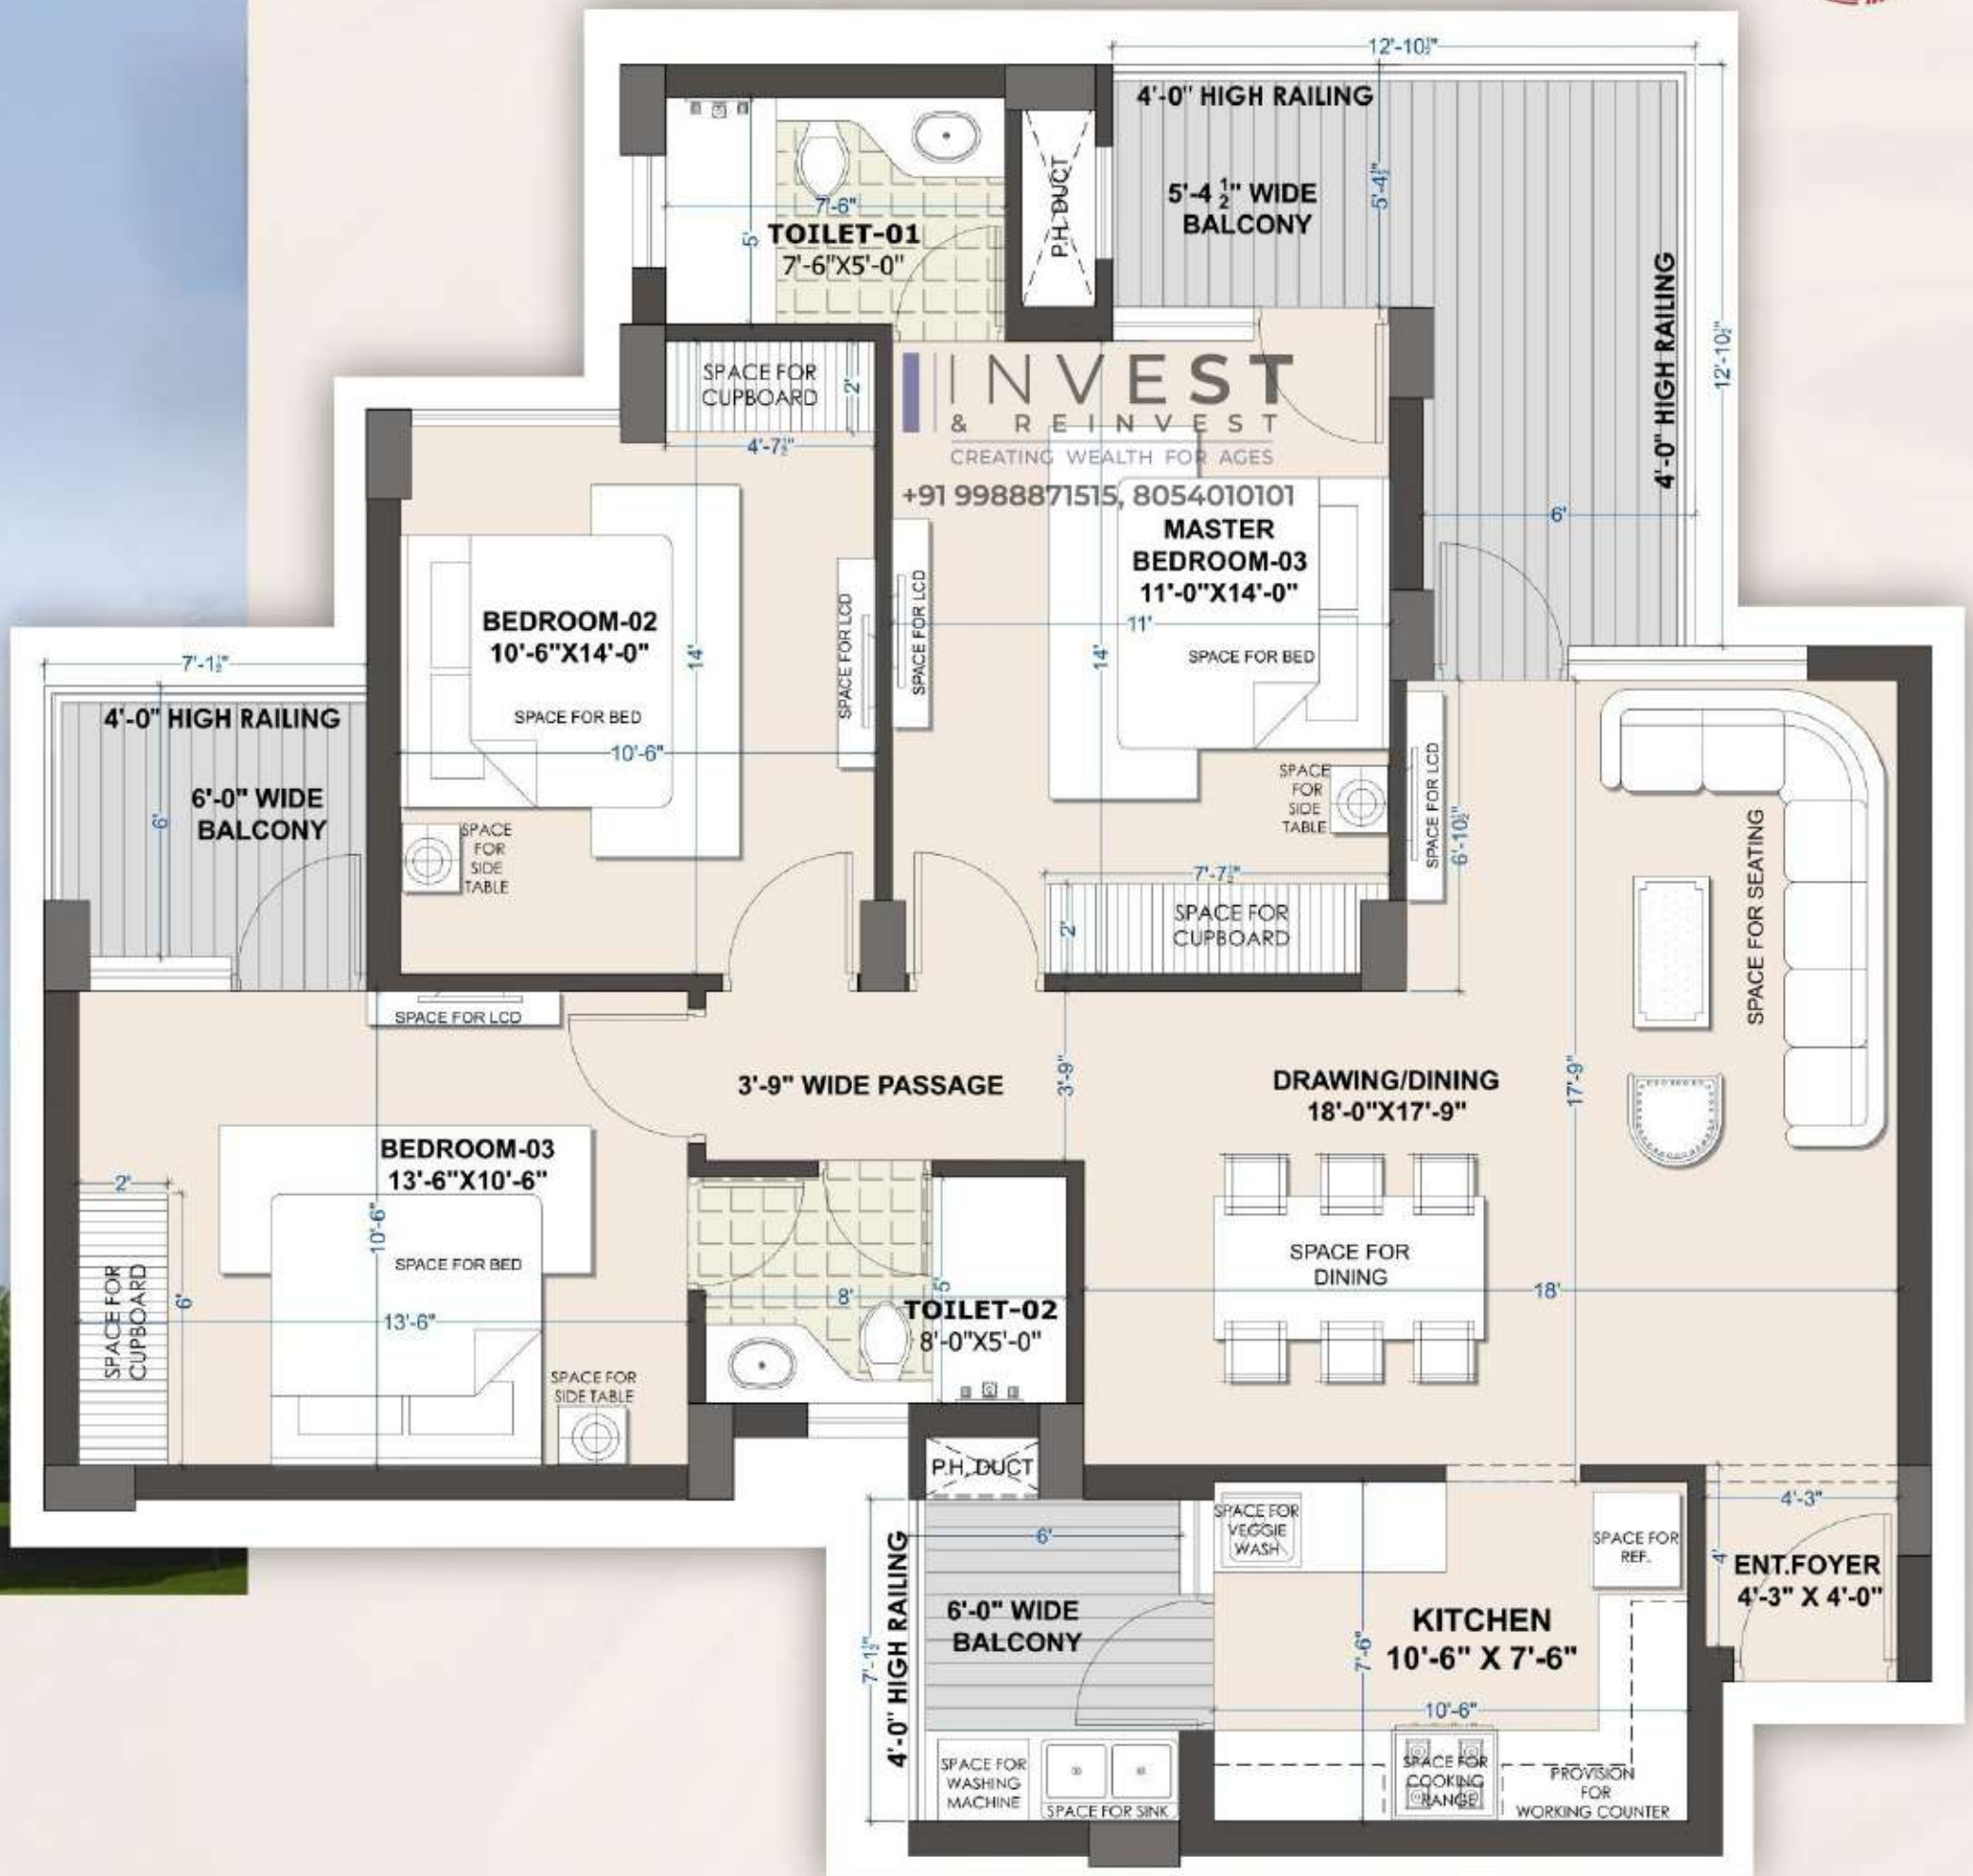 12'-10½"
4'-0" HIGH RAILING
5'-4½"
5'-4 ½" WIDE
BALCONY
P.H. DUCT
7'-6"
5'
TOILET-01
7'-6"X5'-0"
4'-0" HIGH RAILING
12'-10½"
6'
SPACE FOR
CUPBOARD
2'
4'-7½"
INVEST
& REINVEST
CREATING WEALTH FOR AGES
+91 9988871515, 8054010101
MASTER
BEDROOM-03
11'-0"X14'-0"
11'
14'
SPACE FOR BED
SPACE FOR LCD
SPACE
FOR
SIDE
TABLE
7'-7½"
2'
SPACE FOR
CUPBOARD
BEDROOM-02
10'-6"X14'-0"
14'
SPACE FOR LCD
SPACE FOR BED
10'-6"
SPACE
FOR
SIDE
TABLE
7'-1½"
4'-0" HIGH RAILING
6'
6'-0" WIDE
BALCONY
SPACE FOR LCD
6'-10½"
SPACE FOR SEATING
SPACE FOR LCD
3'-9" WIDE PASSAGE
3'-9"
DRAWING/DINING
18'-0"X17'-9"
17'-9"
BEDROOM-03
13'-6"X10'-6"
2'
10'-6"
SPACE FOR BED
SPACE FOR
CUPBOARD
6'
13'-6"
SPACE FOR
SIDE TABLE
8'
5'
TOILET-02
8'-0"X5'-0"
SPACE FOR
DINING
18'
P.H. DUCT
4'-0" HIGH RAILING
7'-1½"
6'
6'-0" WIDE
BALCONY
SPACE FOR
WASHING
MACHINE
SPACE FOR SINK
SPACE FOR
VEGGIE
WASH
SPACE FOR
REF.
KITCHEN
10'-6" X 7'-6"
7'-6"
10'-6"
SPACE FOR
COOKING
RANGE
PROVISION
FOR
WORKING COUNTER
4'-3"
4'
ENT.FOYER
4'-3" X 4'-0"